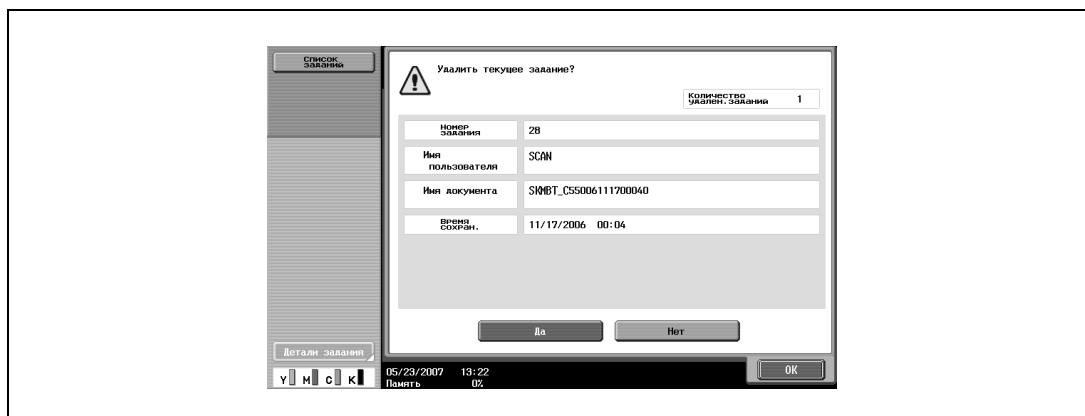 Список
заданий
Удалить текущее задание?
Количество
удален.задания 1
Номер
задания 28
Имя
пользователя SCAN
Имя документа SKMBT_C55006111700040
Время
сохран. 11/17/2006 00:04
Да Нет
Детали задания
Y M C K
05/23/2007 13:22
Память 0%
OK